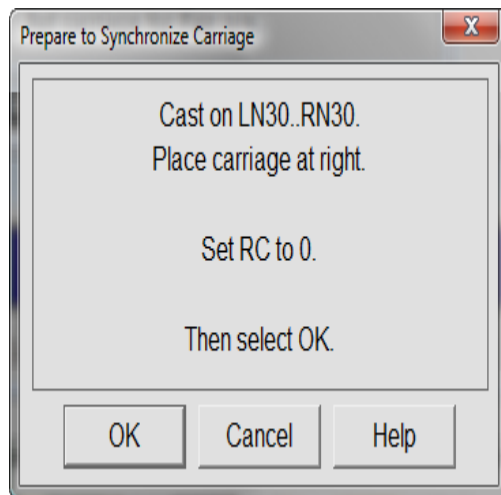 Prepare to Synchronize Carriage
Cast on LN30..RN30.
Place carriage at right.
Set RC to 0.
Then select OK.
OK Cancel Help